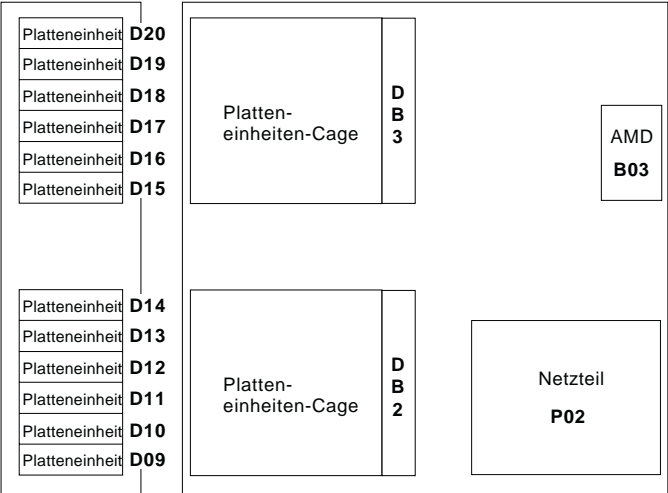 Platteneinheit D20
Platteneinheit D19
Platteneinheit D18
Platteneinheit D17
Platteneinheit D16
Platteneinheit D15
Platten-
einheiten-Cage
D
B
3
AMD
B03
Platteneinheit D14
Platteneinheit D13
Platteneinheit D12
Platteneinheit D11
Platteneinheit D10
Platteneinheit D09
Platten-
einheiten-Cage
D
B
2
Netzteil
P02